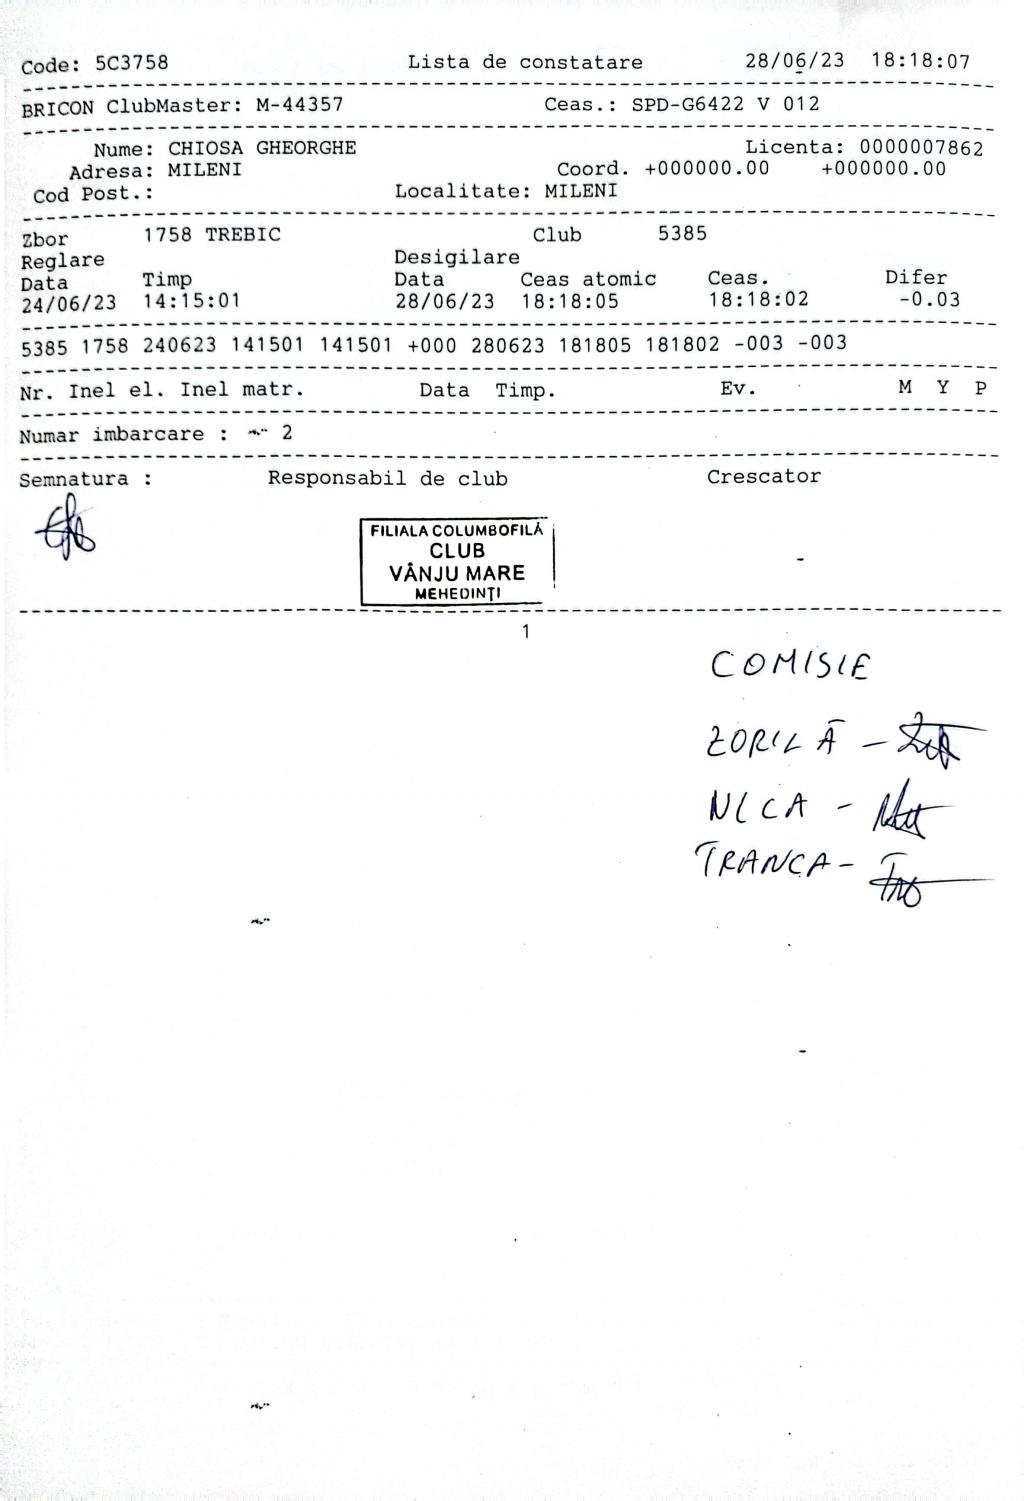 Code: 5C3758 Lista de constatare 28/06/23 18:18:07
BRICON ClubMaster: M-44357 Ceas.: SPD-G6422 V 012
Nume: CHIOSA GHEORGHE Licenta: 0000007862
Adresa: MILENI Coord. +000000.00 +000000.00
Cod Post.: Localitate: MILENI
Zbor 1758 TREBIC Club 5385
Reglare Desigilare
Data Timp Data Ceas atomic Ceas. Difer
24/06/23 14:15:01 28/06/23 18:18:05 18:18:02 -0.03
5385 1758 240623 141501 141501 +000 280623 181805 181802 -003 -003
Nr. Inel el. Inel matr. Data Timp. Ev. M Y P
Numar imbarcare : 2
Semnatura : Responsabil de club Crescator
FILIALA COLUMBOFILĂ
CLUB
VÂNJU MARE
MEHEDINȚI
1
COMISIE
ZORILĂ -
NICA -
TRANCA -